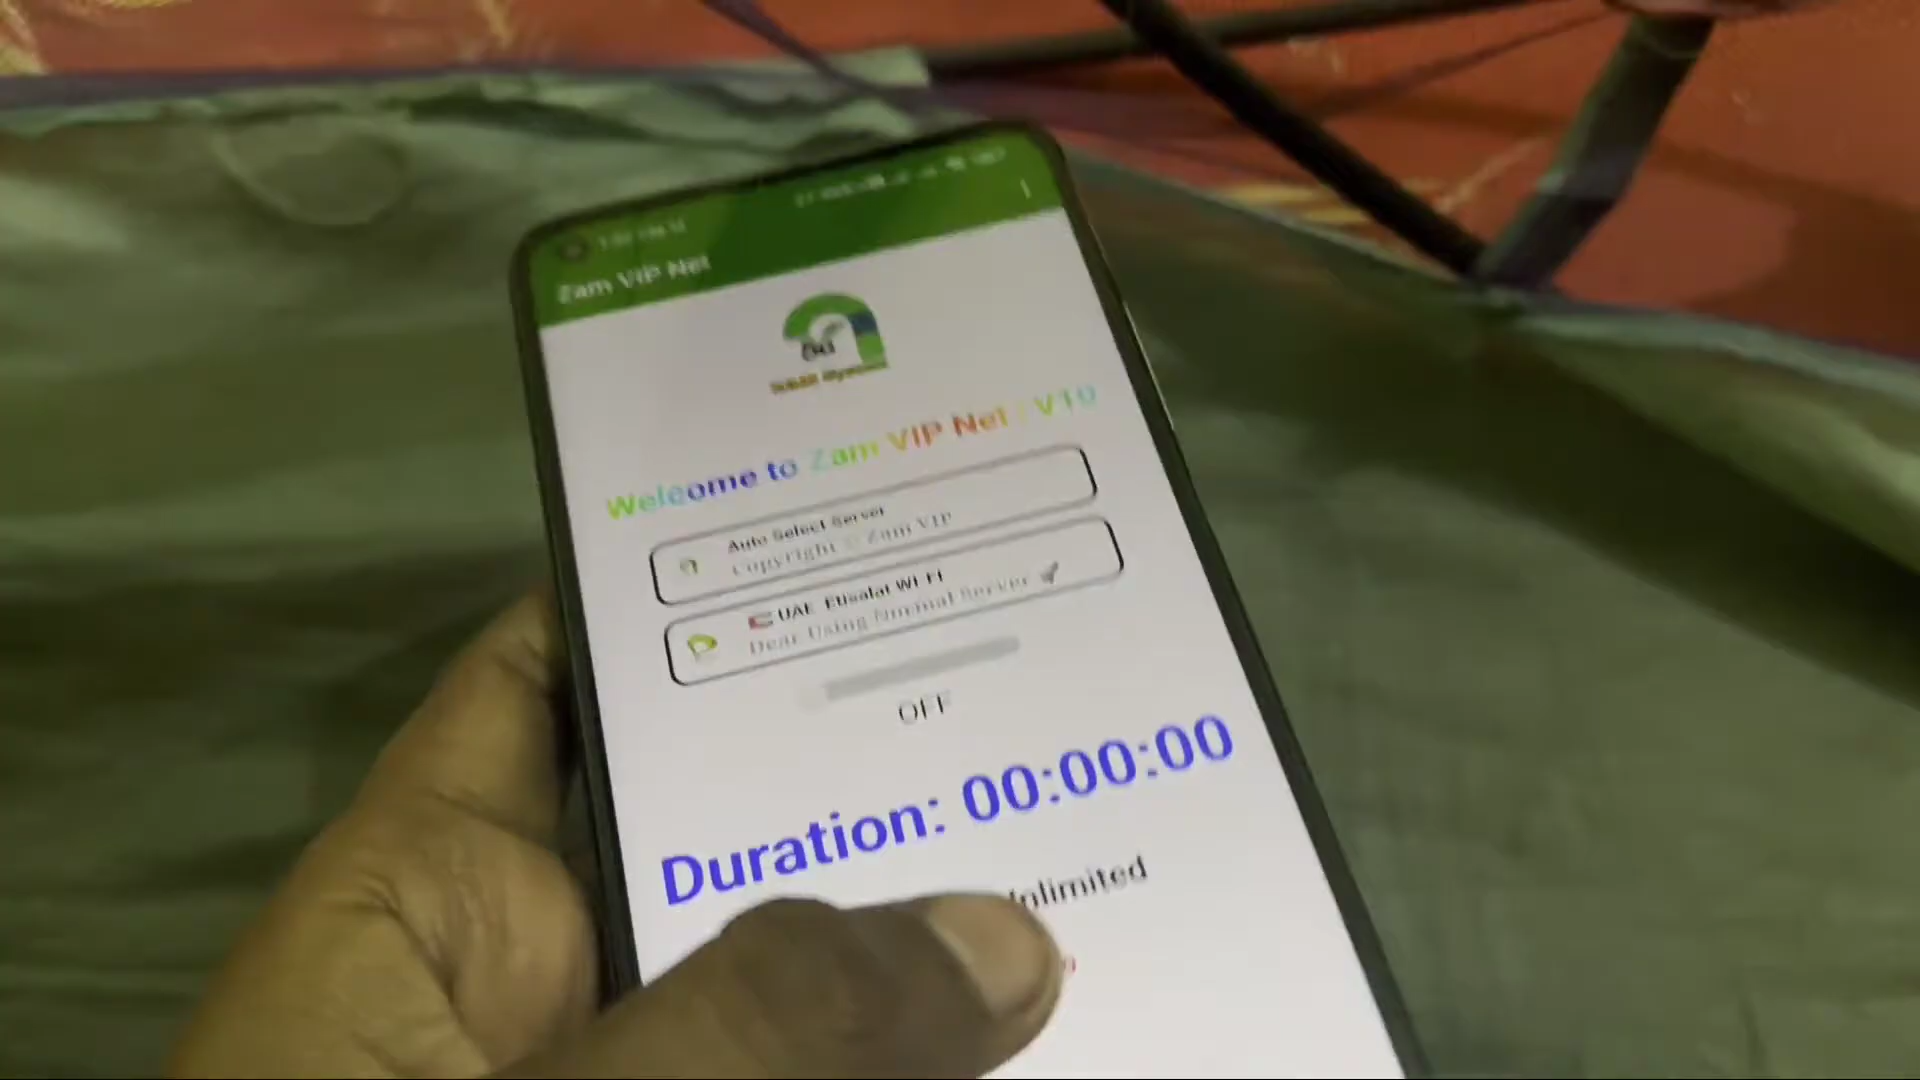 Zam VIP Net
Welcome to Zam VIP Net : V10
Auto Select Server
Copyright © Zam VIP
UAE Etisalat WI-FI
Dear Using Normal Server
OFF
Duration: 00:00:00
Unlimited